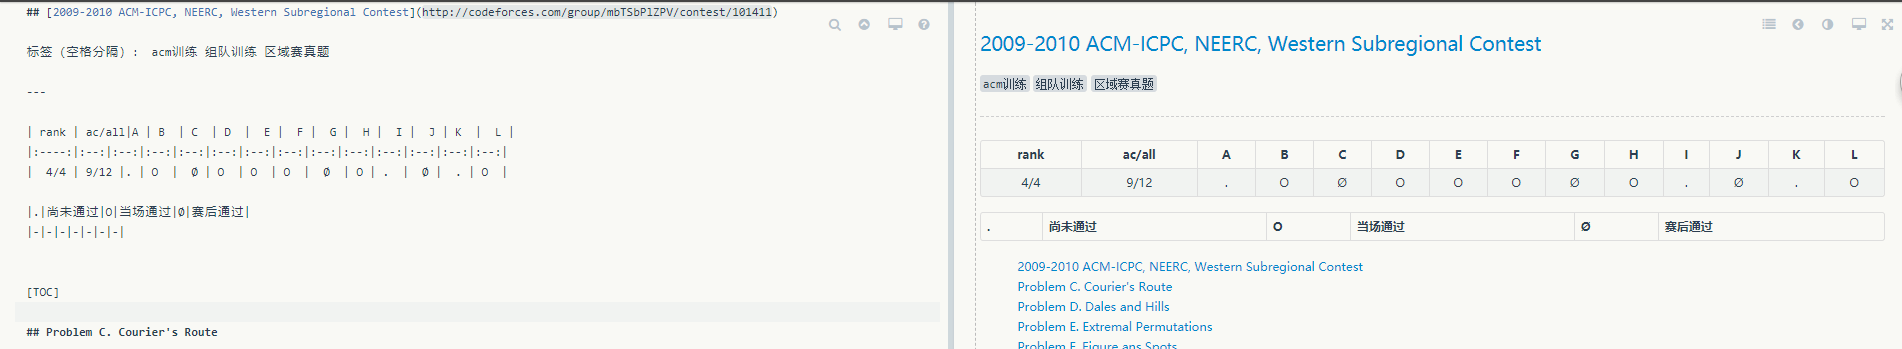 ## [2009-2010 ACM-ICPC, NEERC, Western Subregional Contest](http://codeforces.com/group/mbTSbPlZPV/contest/101411)
标签（空格分隔）： acm训练 组队训练 区域赛真题
---
| rank | ac/all|A | B  | C  | D  |  E |  F |  G |  H |  I |  J | K  |  L |
|:----:|:--:|:--:|:--:|:--:|:--:|:--:|:--:|:--:|:--:|:--:|:--:|:--:|:--:|
|  4/4 | 9/12 |. | O  |  Ø | O  | O  | O  |  Ø  | O | .  |  Ø |  . | O  |
|.|尚未通过|O|当场通过|Ø|赛后通过|
|-|-|-|-|-|-|
[TOC]
## Problem C. Courier's Route
2009-2010 ACM-ICPC, NEERC, Western Subregional Contest
acm训练 组队训练 区域赛真题
rank ac/all A B C D E F G H I J K L
4/4 9/12 . O Ø O O O Ø O . Ø . O
. 尚未通过 O 当场通过 Ø 赛后通过
2009-2010 ACM-ICPC, NEERC, Western Subregional Contest
Problem C. Courier's Route
Problem D. Dales and Hills
Problem E. Extremal Permutations
Problem F. Figure ans Spots